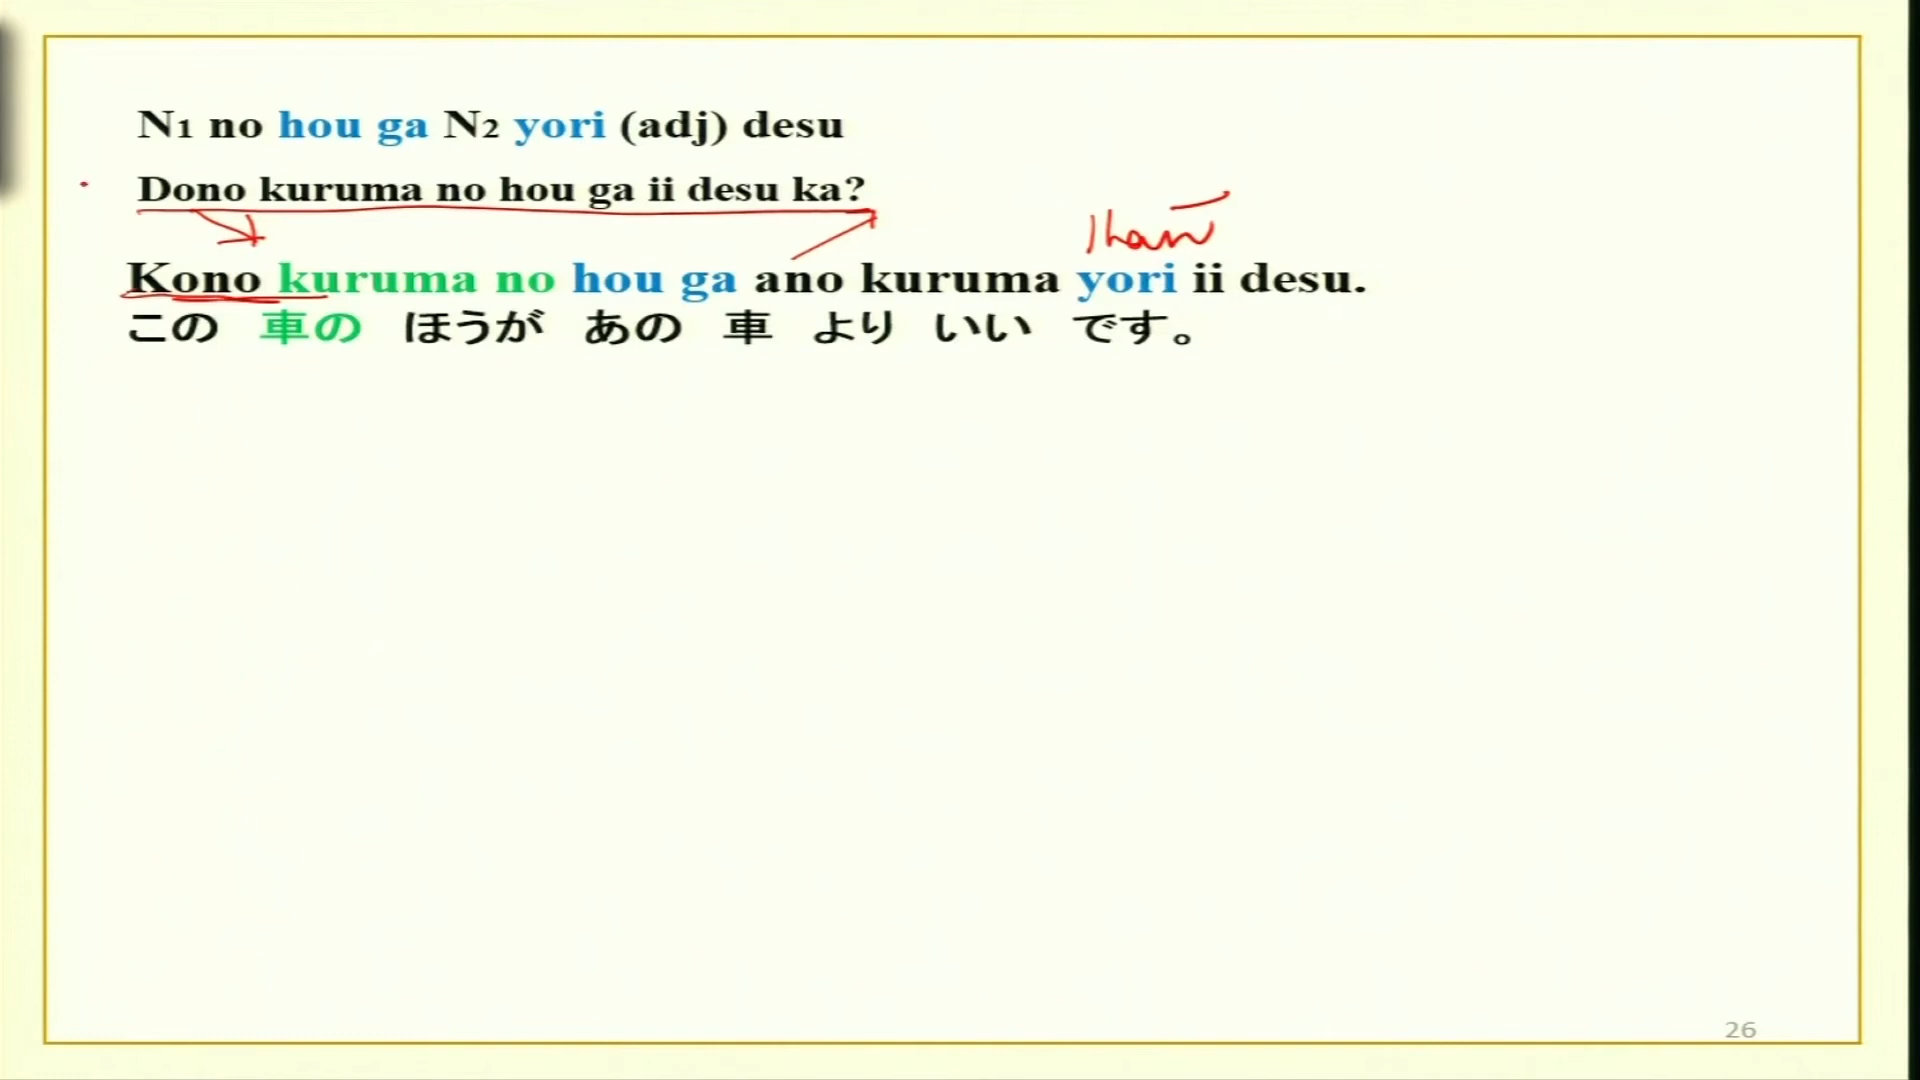 N1 no hou ga N2 yori (adj) desu
Dono kuruma no hou ga ii desu ka?
than
Kono kuruma no hou ga ano kuruma yori ii desu.
この 車の ほうが あの 車 より いい です。
26